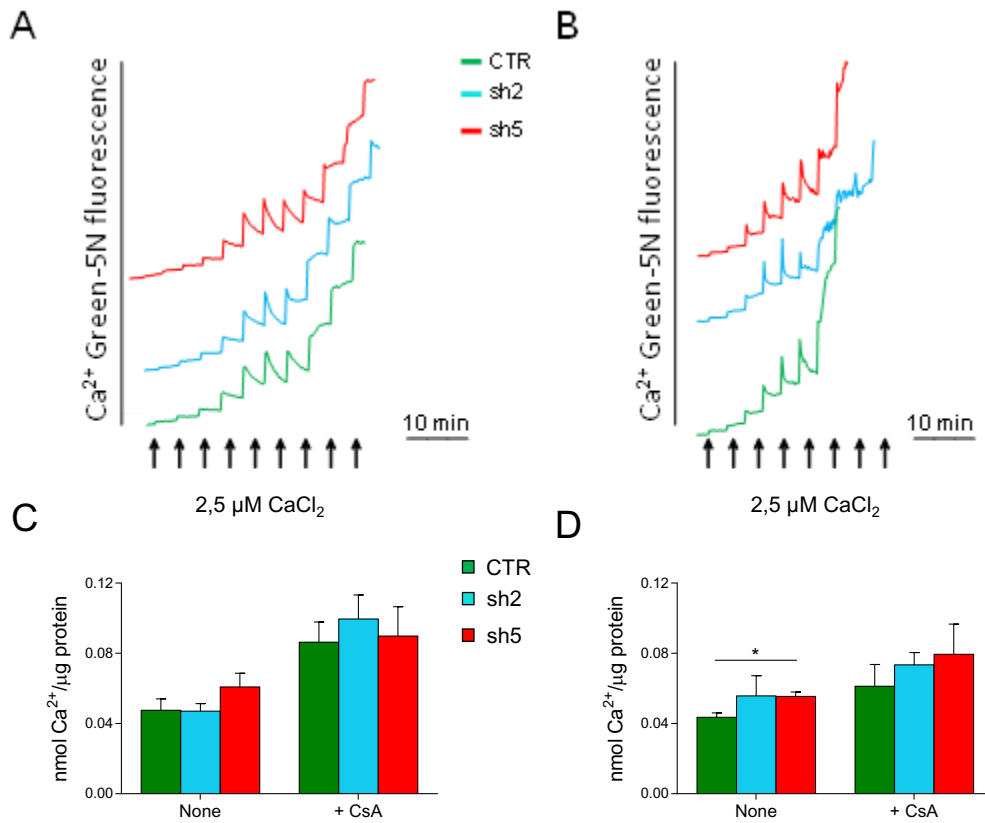 A
Ca²⁺ Green-5N fluorescence
CTR
sh2
sh5
10 min
2,5 µM CaCl₂
B
Ca²⁺ Green-5N fluorescence
10 min
2,5 µM CaCl₂
C
nmol Ca²⁺/µg protein
0.12
0.08
0.04
0.00
None
+ CsA
CTR
sh2
sh5
D
nmol Ca²⁺/µg protein
0.12
0.08
0.04
0.00
*
None
+ CsA